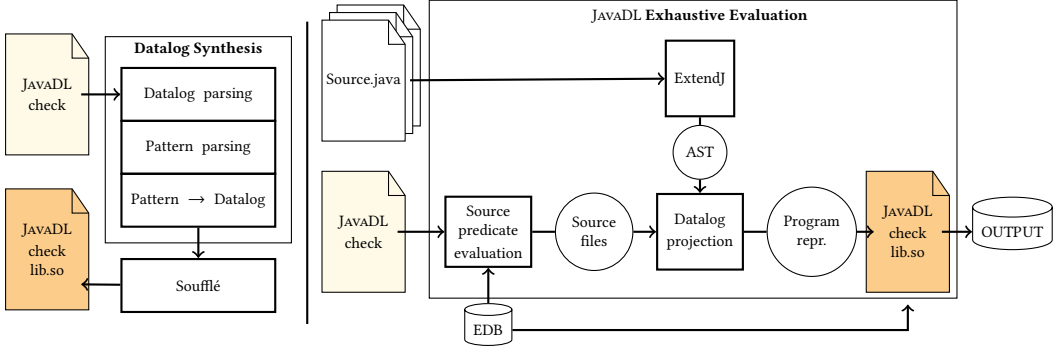 JAVADL
check
Datalog Synthesis
Datalog parsing
Pattern parsing
Pattern → Datalog
JAVADL
check
lib.so
Soufflé
JAVADL Exhaustive Evaluation
Source.java
ExtendJ
AST
JAVADL
check
Source
predicate
evaluation
Source
files
Datalog
projection
Program
repr.
JAVADL
check
lib.so
OUTPUT
EDB